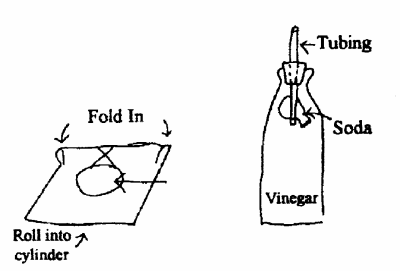 Fold In
Roll into
cylinder
Tubing
Soda
Vinegar